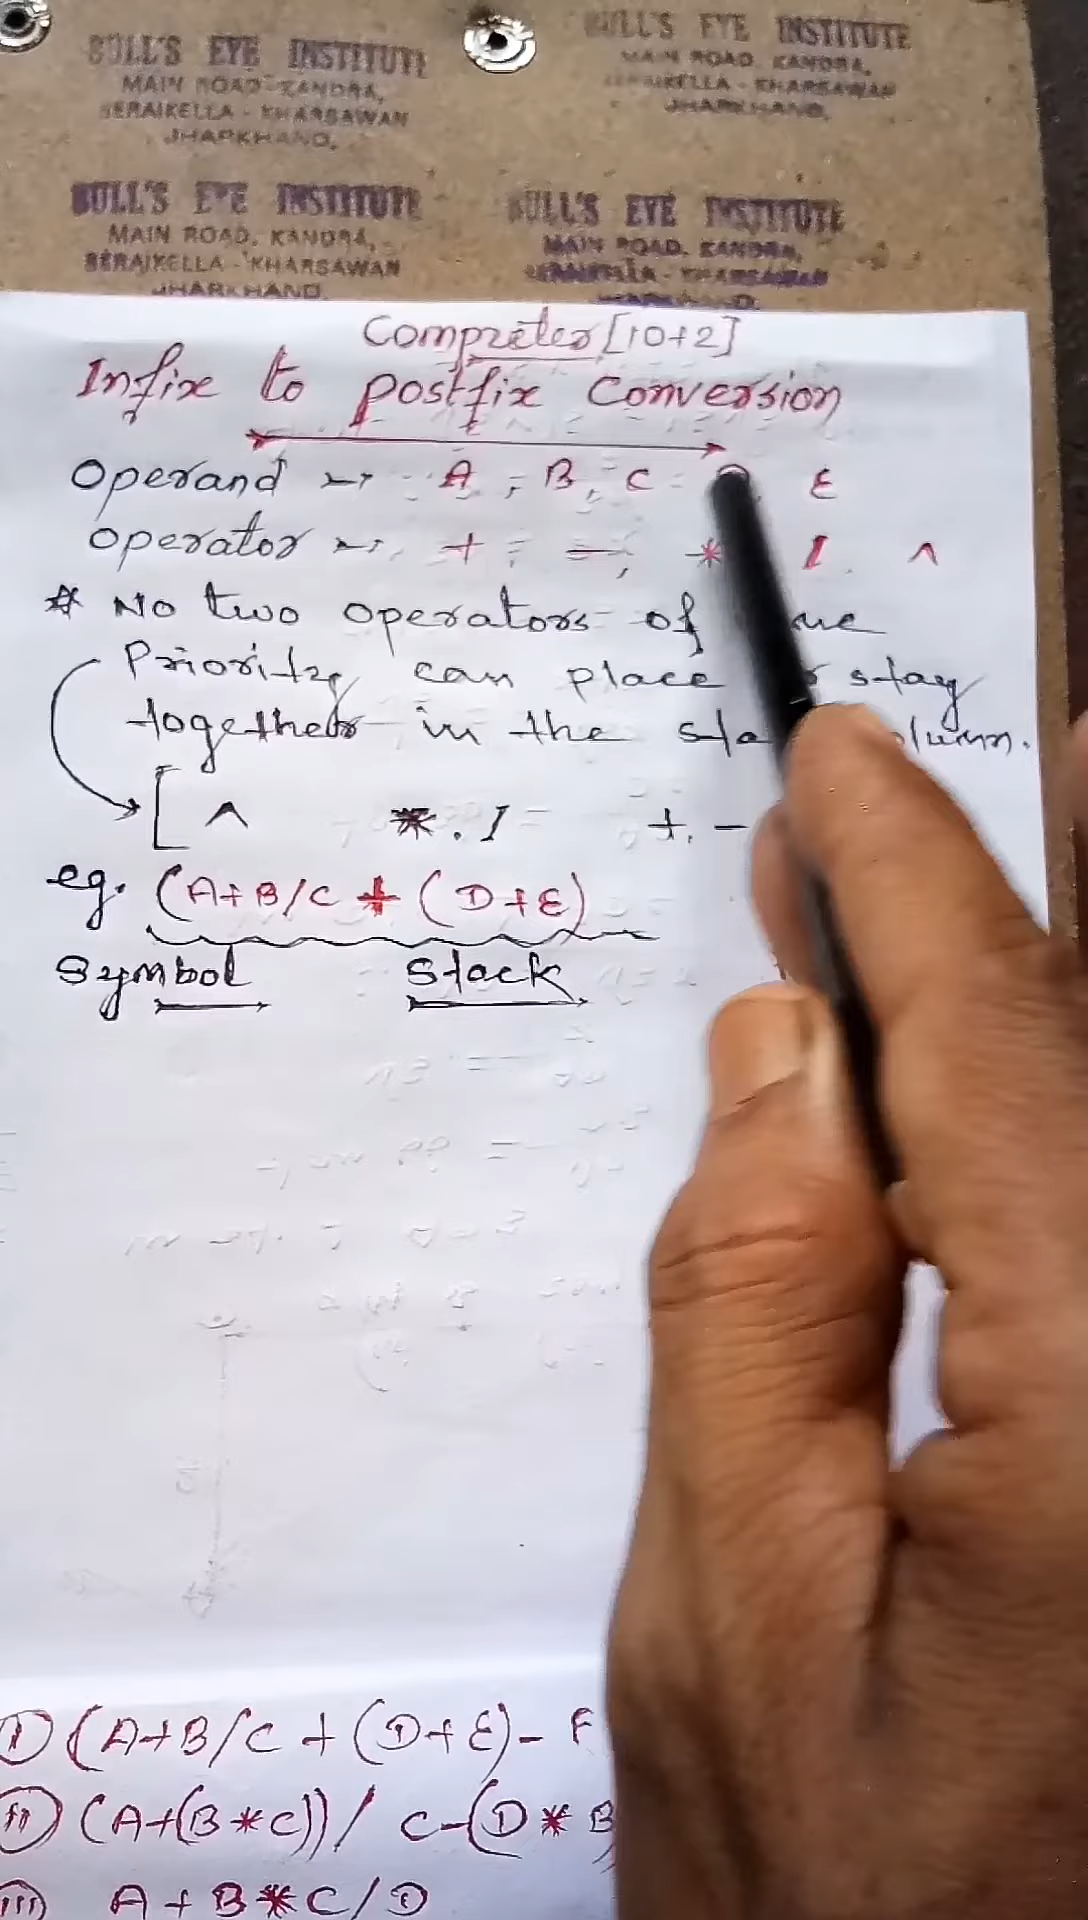 BULL'S EYE INSTITUTE
MAIN ROAD KANDRA,
SERAIKELLA - KHARSAWAN
JHARKHAND.
BULL'S EYE INSTITUTE
MAIN ROAD. KANDRA,
SERAIKELLA - KHARSAWAN
JHARKHAND.
BULL'S EYE INSTITUTE
MAIN ROAD, KANDRA,
SERAIKELLA - KHARSAWAN
JHARKHAND.
BULL'S EYE INSTITUTE
MAIN ROAD. KANDRA,
SERAIKELLA - KHARSAWAN
JHARKHAND.
Computer [10+2]
Infix to postfix Conversion
Operand → A, B, C E
Operator → + - * / ^
* No two operators of
Priority can place stay
together in the
[ ^ *, / +, -
eg. (A+B/C + (D+E)
Symbol Stack
(i) (A+B/C + (D+E) - F
(ii) (A+(B*C))/ C-(D*B)
(iii) A+B*C/D